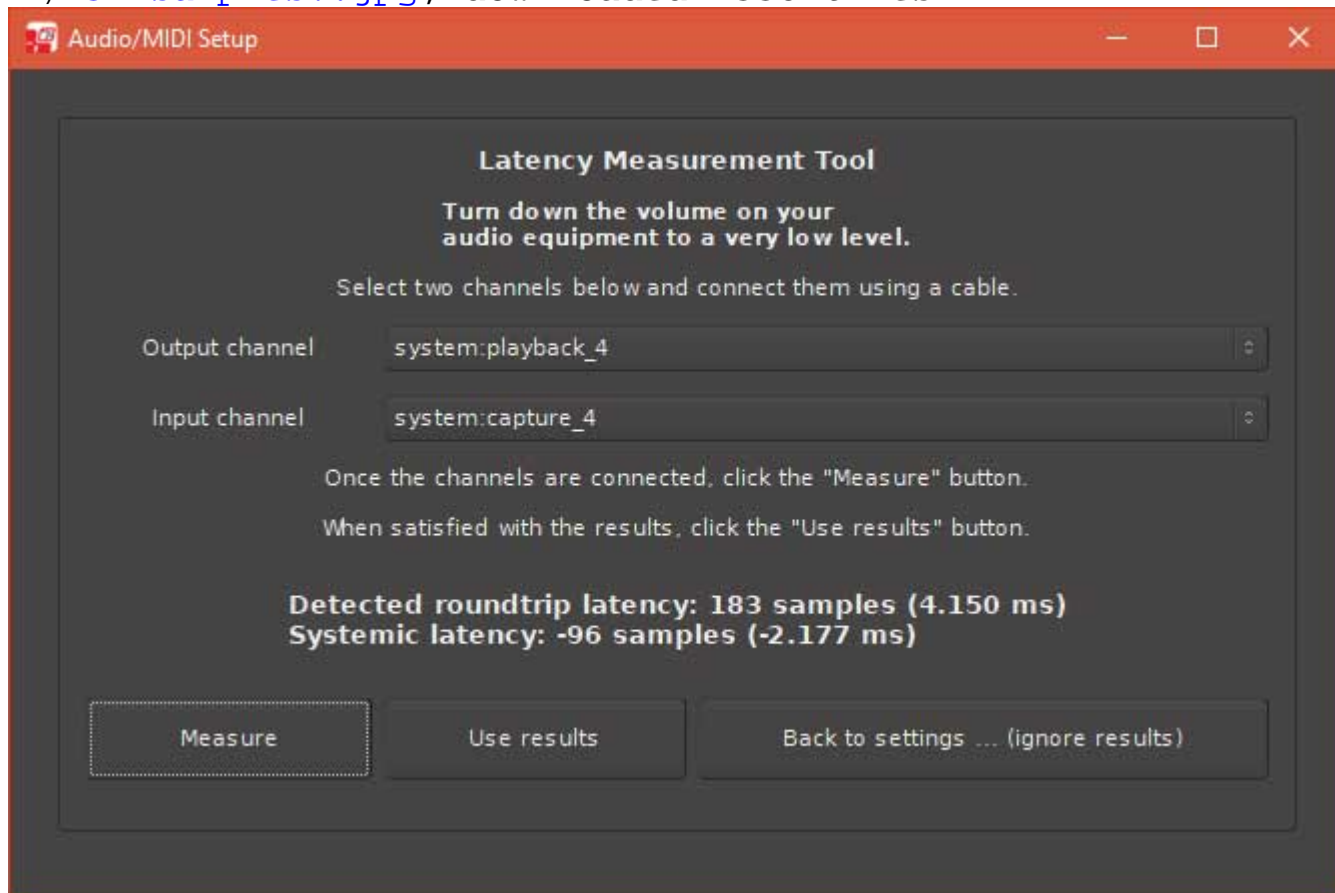 Audio/MIDI Setup
Latency Measurement Tool
Turn down the volume on your
audio equipment to a very low level.
Select two channels below and connect them using a cable.
Output channel system:playback_4
Input channel system:capture_4
Once the channels are connected, click the "Measure" button.
When satisfied with the results, click the "Use results" button.
Detected roundtrip latency: 183 samples (4.150 ms)
Systemic latency: -96 samples (-2.177 ms)
Measure Use results Back to settings ... (ignore results)